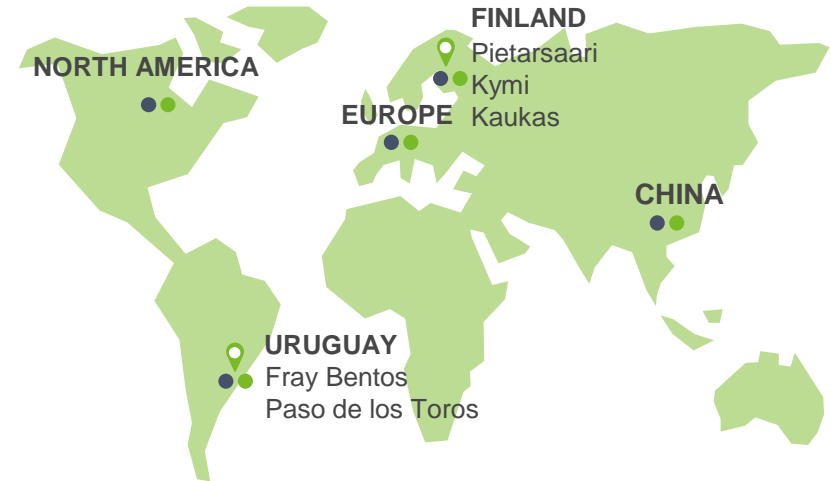 FINLAND
Pietarsaari
Kymi
Kaukas
NORTH AMERICA
EUROPE
CHINA
URUGUAY
Fray Bentos
Paso de los Toros